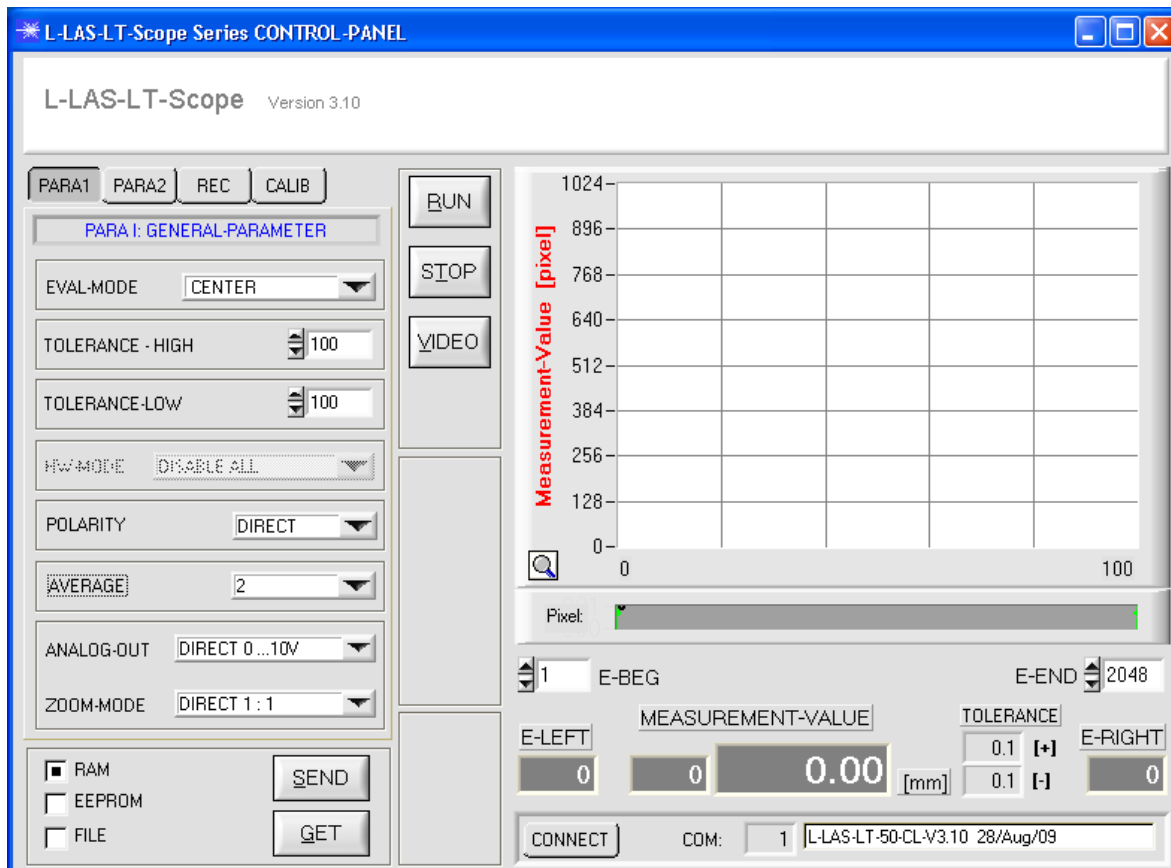 L-LAS-LT-Scope Series CONTROL-PANEL
L-LAS-LT-Scope Version 3.10
PARA1 PARA2 REC CALIB
PARA I: GENERAL-PARAMETER
EVAL-MODE CENTER
TOLERANCE - HIGH 100
TOLERANCE-LOW 100
HW-MODE DISABLE ALL
POLARITY DIRECT
AVERAGE 2
ANALOG-OUT DIRECT 0 ...10V
ZOOM-MODE DIRECT 1 : 1
RAM
EEPROM
FILE
SEND
GET
RUN
STOP
VIDEO
Measurement-Value [pixel]
1024
896
768
640
512
384
256
128
0
0 100
Pixel:
1 E-BEG E-END 2048
E-LEFT MEASUREMENT-VALUE TOLERANCE E-RIGHT
0 0 0.00 [mm] 0.1 [+] 0
0.1 [-]
CONNECT COM: 1 L-LAS-LT-50-CL-V3.10 28/Aug/09